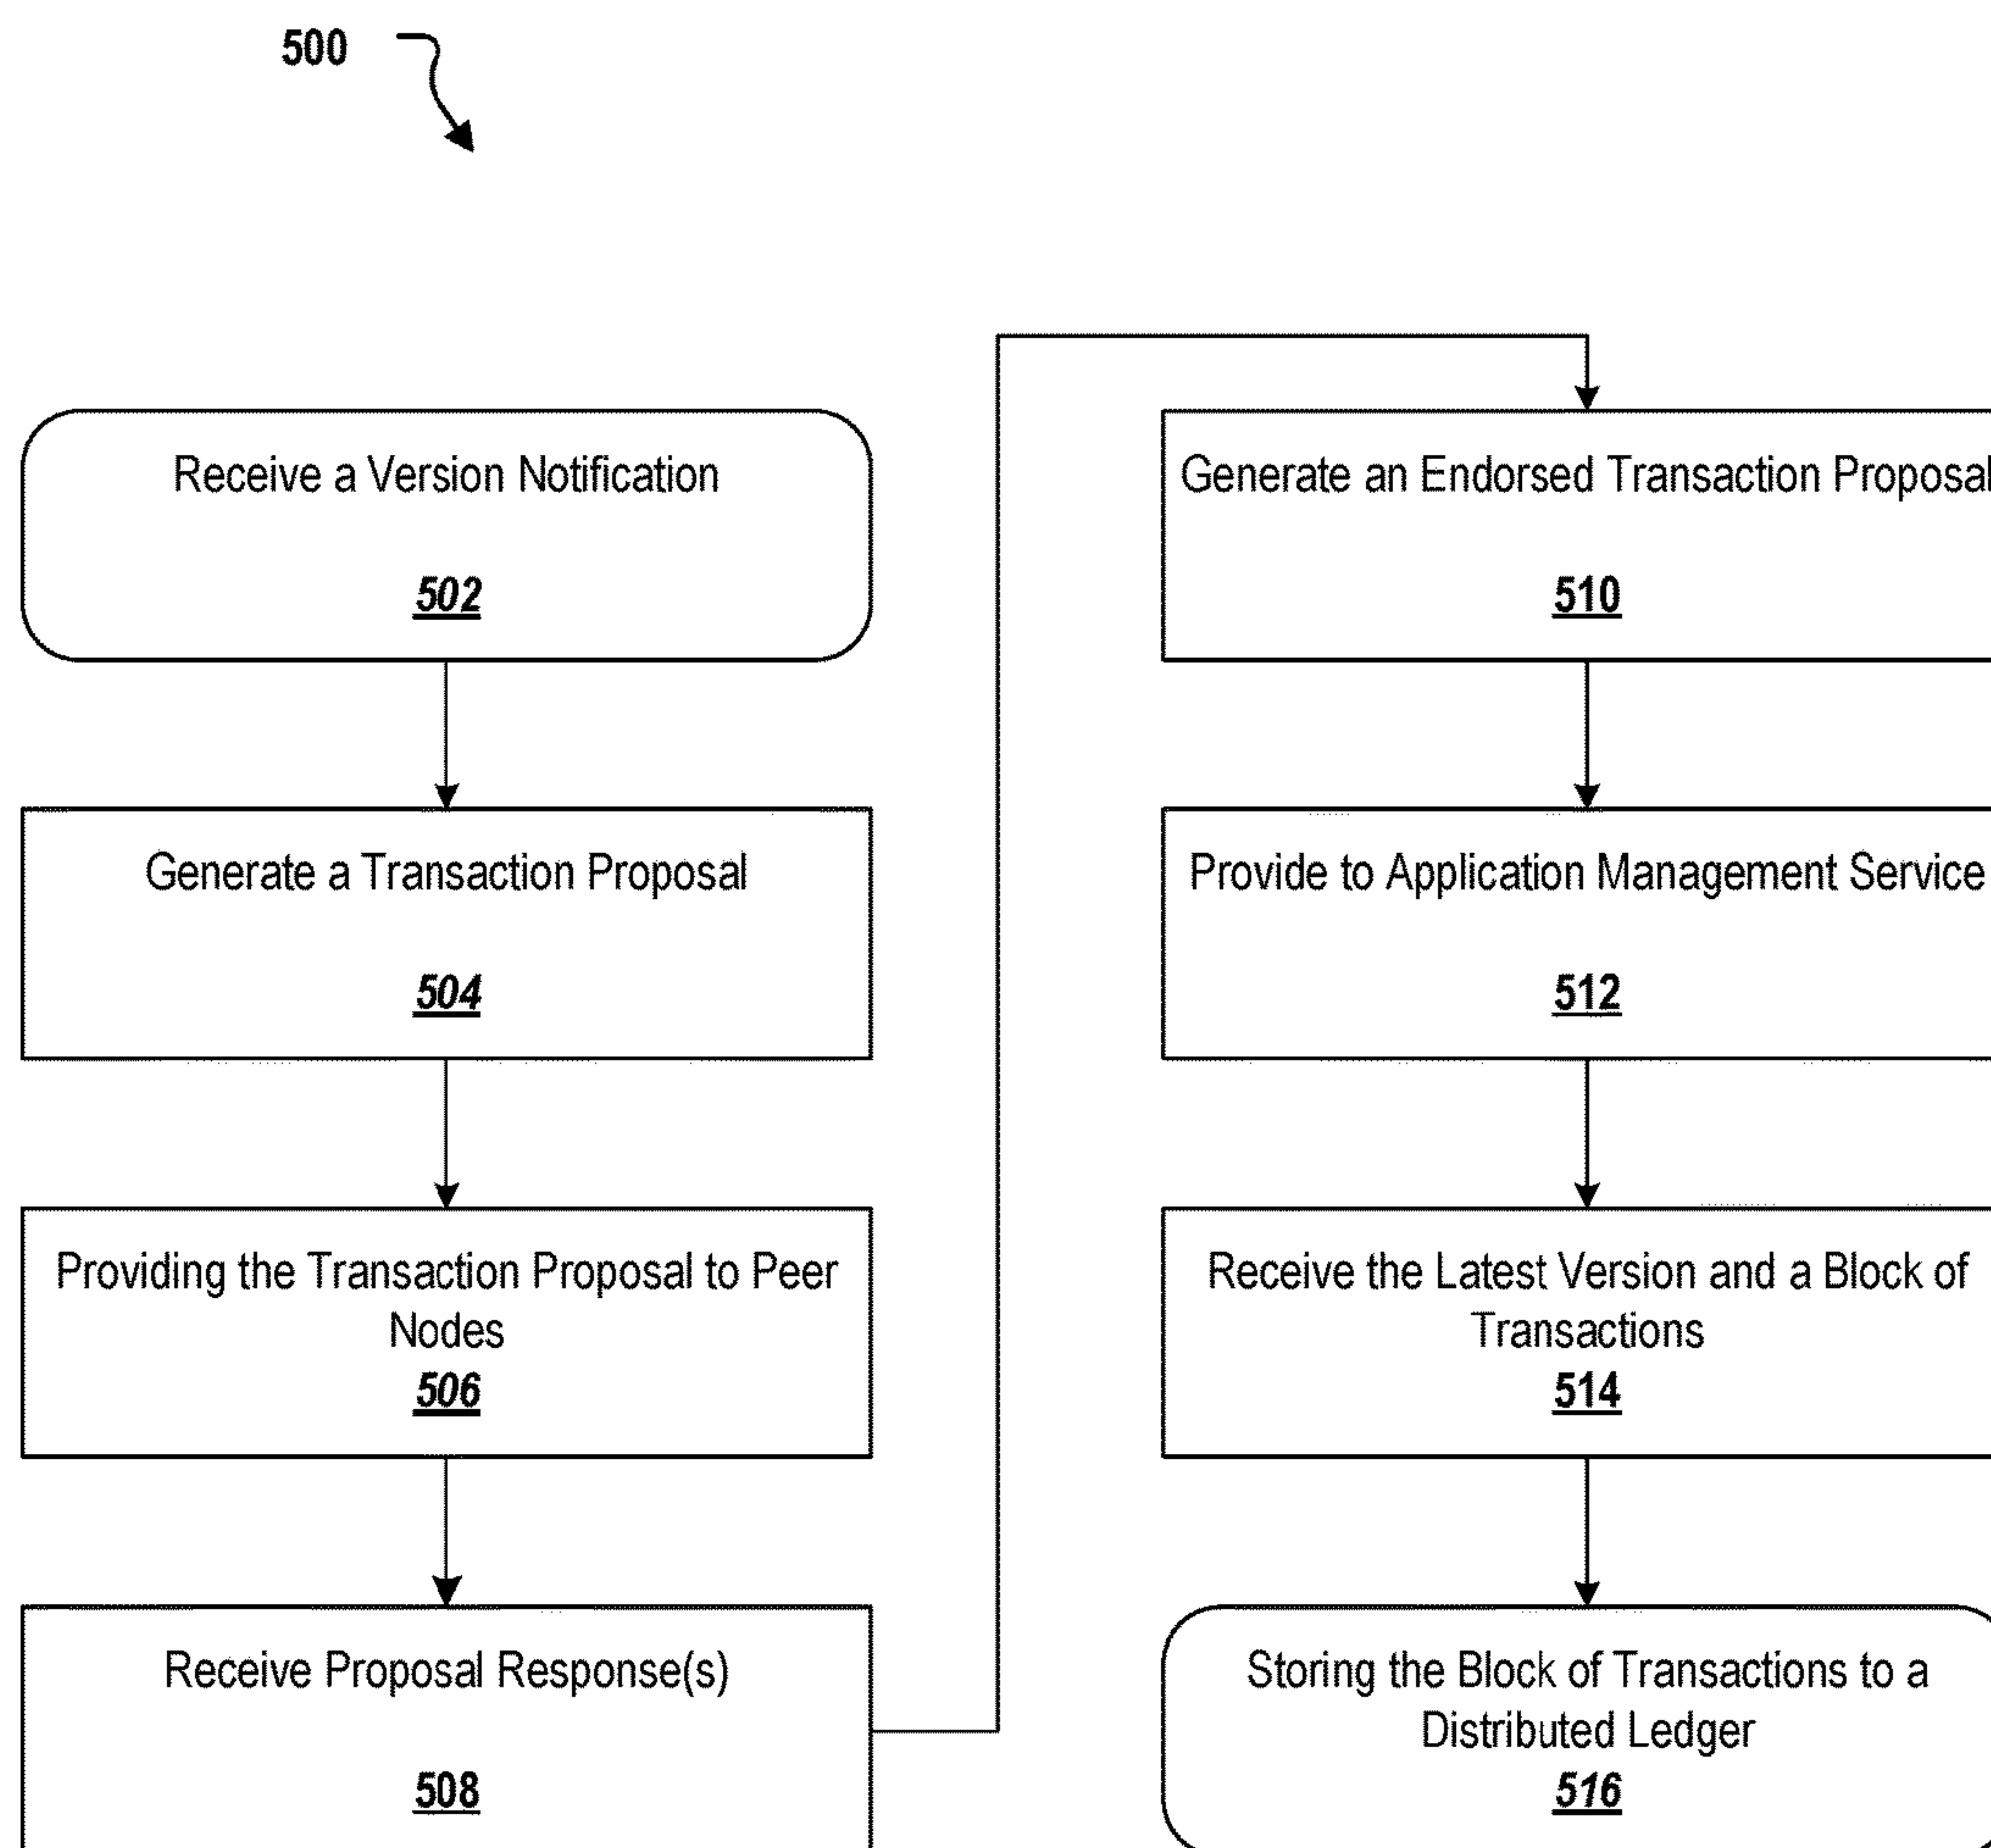 500
Receive a Version Notification
502
Generate a Transaction Proposal
504
Providing the Transaction Proposal to Peer
Nodes
506
Receive Proposal Response(s)
508
Generate an Endorsed Transaction Proposal
510
Provide to Application Management Service
512
Receive the Latest Version and a Block of
Transactions
514
Storing the Block of Transactions to a
Distributed Ledger
516